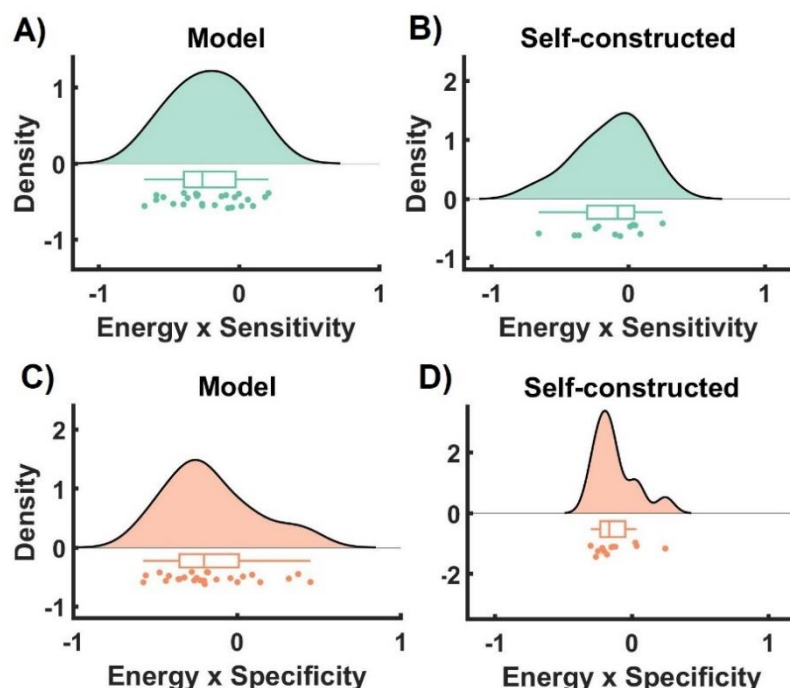 A)
Model
Density
1
0
-1
-1
0
1
Energy x Sensitivity
B)
Self-constructed
Density
2
1
0
-1
-1
0
1
Energy x Sensitivity
C)
Model
Density
2
1
0
-1
-1
0
1
Energy x Specificity
D)
Self-constructed
Density
2
0
-2
-1
0
1
Energy x Specificity